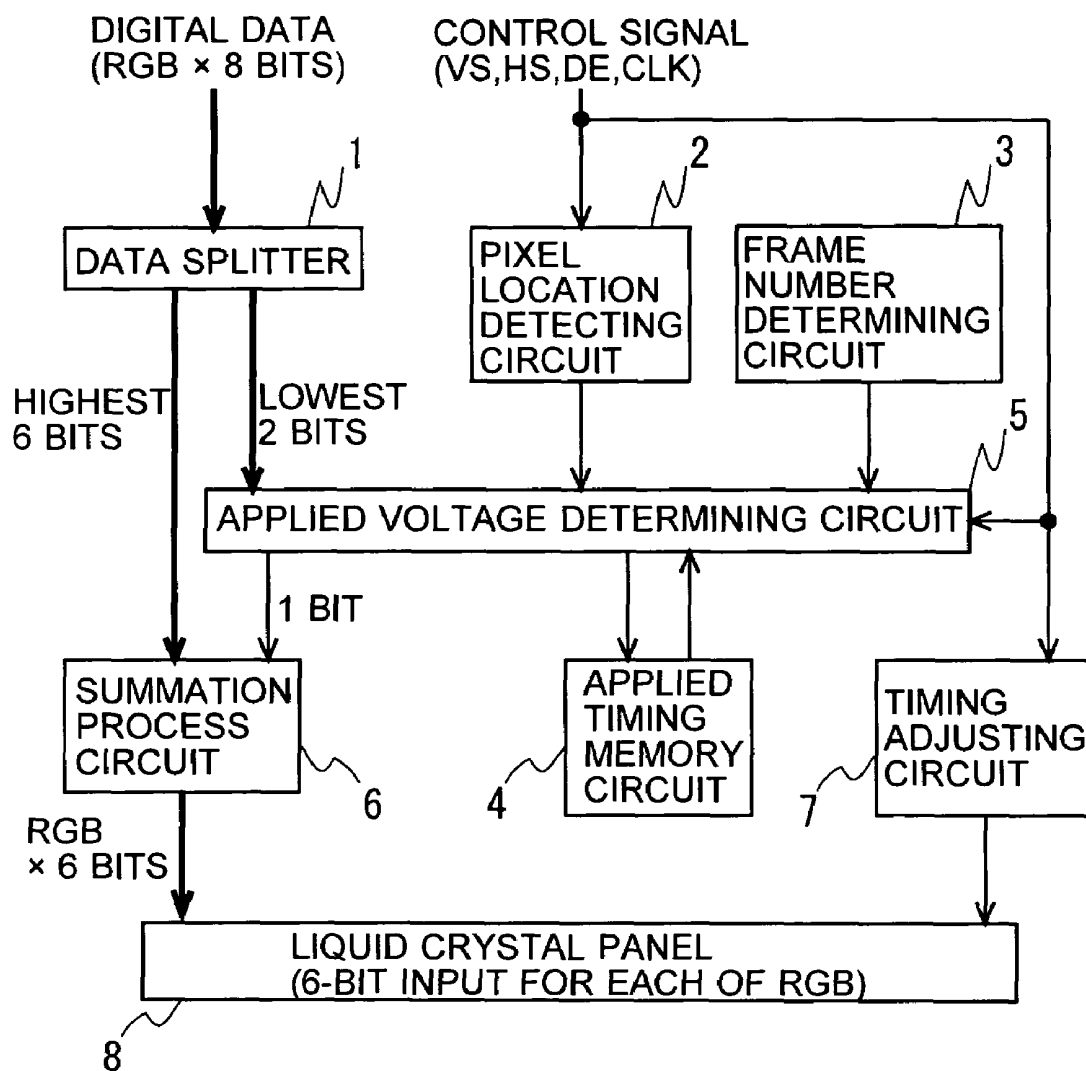 DIGITAL DATA
(RGB × 8 BITS)
CONTROL SIGNAL
(VS,HS,DE,CLK)
1
2
3
DATA SPLITTER
PIXEL
LOCATION
DETECTING
CIRCUIT
FRAME
NUMBER
DETERMINING
CIRCUIT
HIGHEST
6 BITS
LOWEST
2 BITS
5
APPLIED VOLTAGE DETERMINING CIRCUIT
1 BIT
SUMMATION
PROCESS
CIRCUIT
6
APPLIED
TIMING
MEMORY
CIRCUIT
4
TIMING
ADJUSTING
CIRCUIT
7
RGB
× 6 BITS
LIQUID CRYSTAL PANEL
(6-BIT INPUT FOR EACH OF RGB)
8